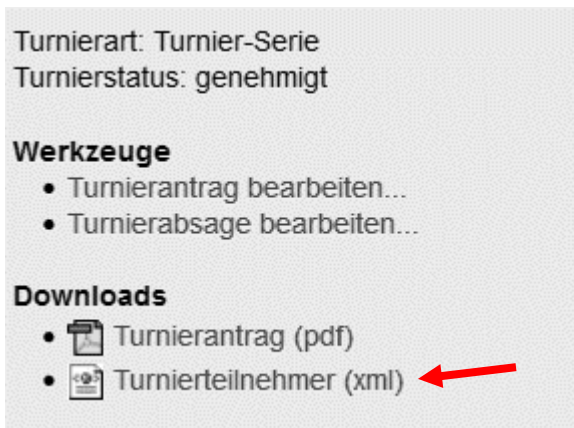 Turnierart: Turnier-Serie
Turnierstatus: genehmigt
Werkzeuge
• Turnierantrag bearbeiten...
• Turnierabsage bearbeiten...
Downloads
• Turnierantrag (pdf)
• Turnierteilnehmer (xml)